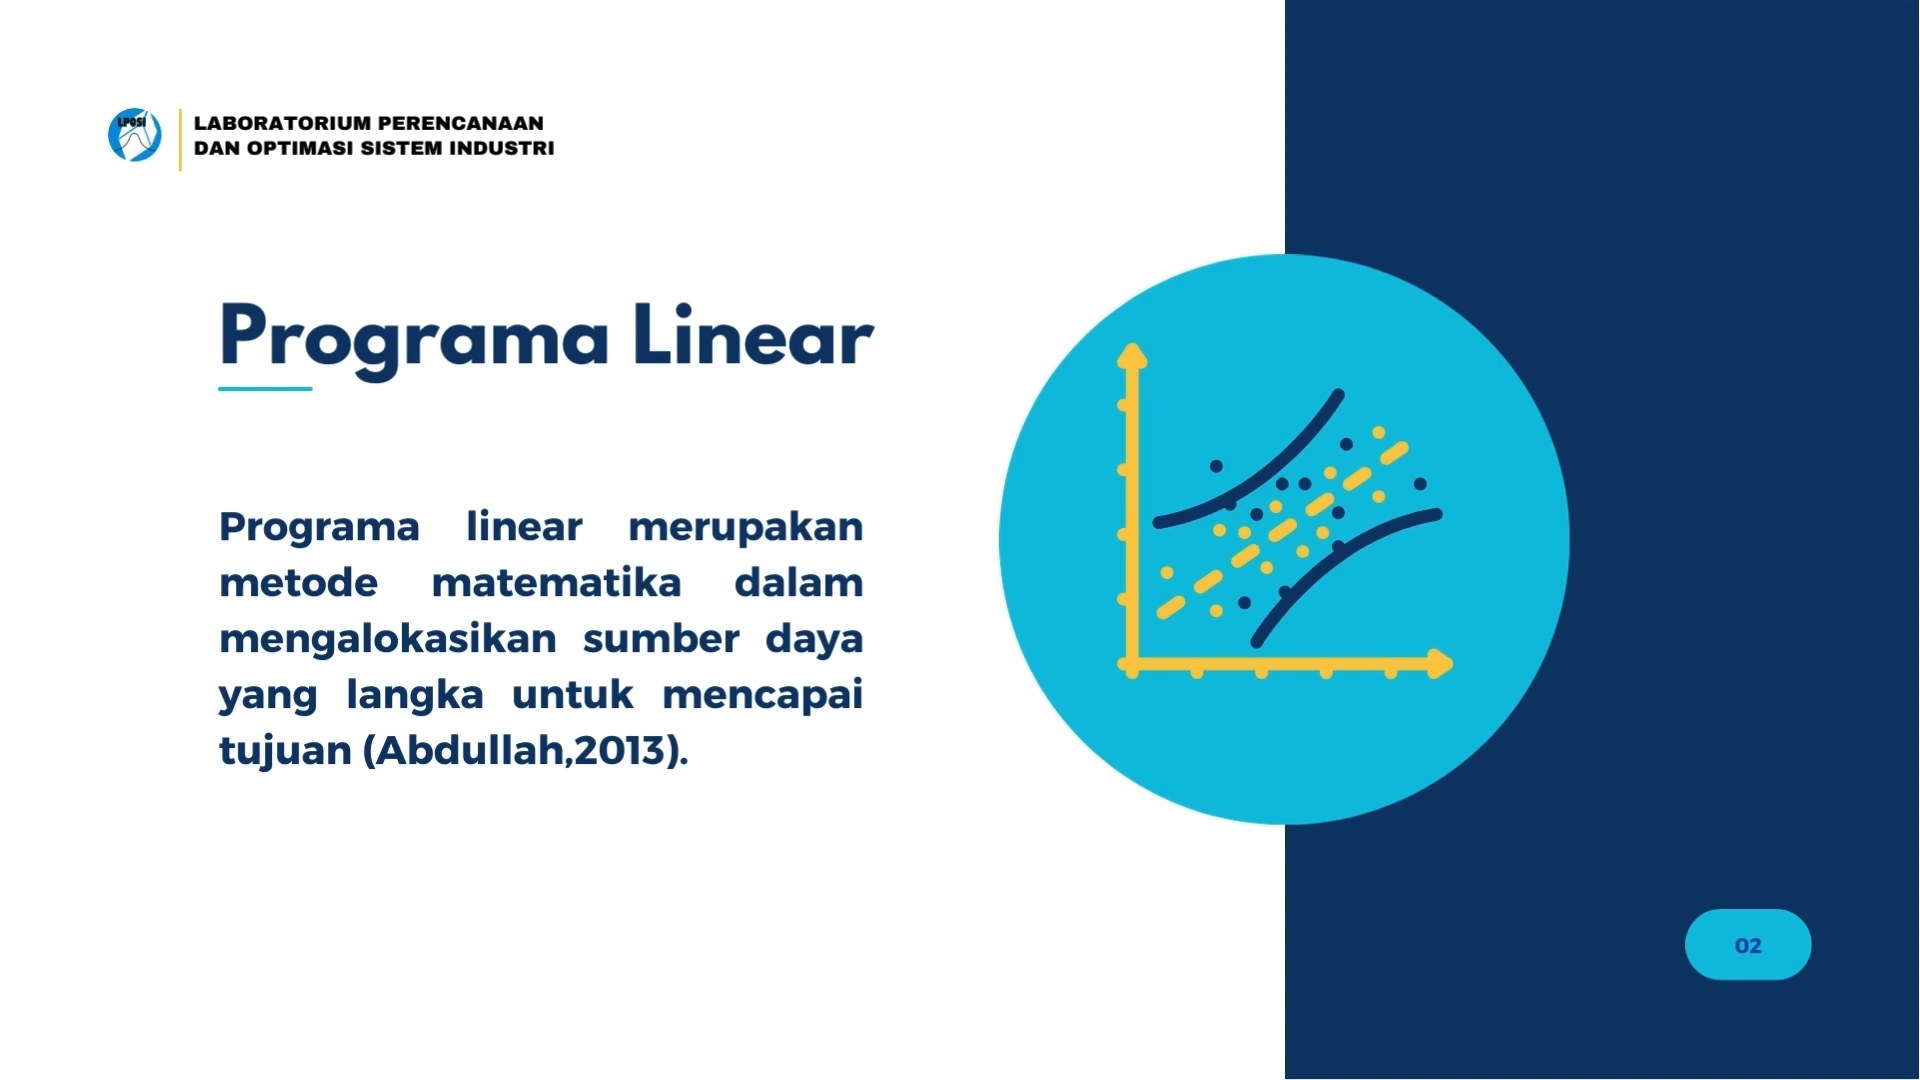 LPOSI
LABORATORIUM PERENCANAAN
DAN OPTIMASI SISTEM INDUSTRI
Programa Linear
Programa linear merupakan
metode matematika dalam
mengalokasikan sumber daya
yang langka untuk mencapai
tujuan (Abdullah,2013).
02